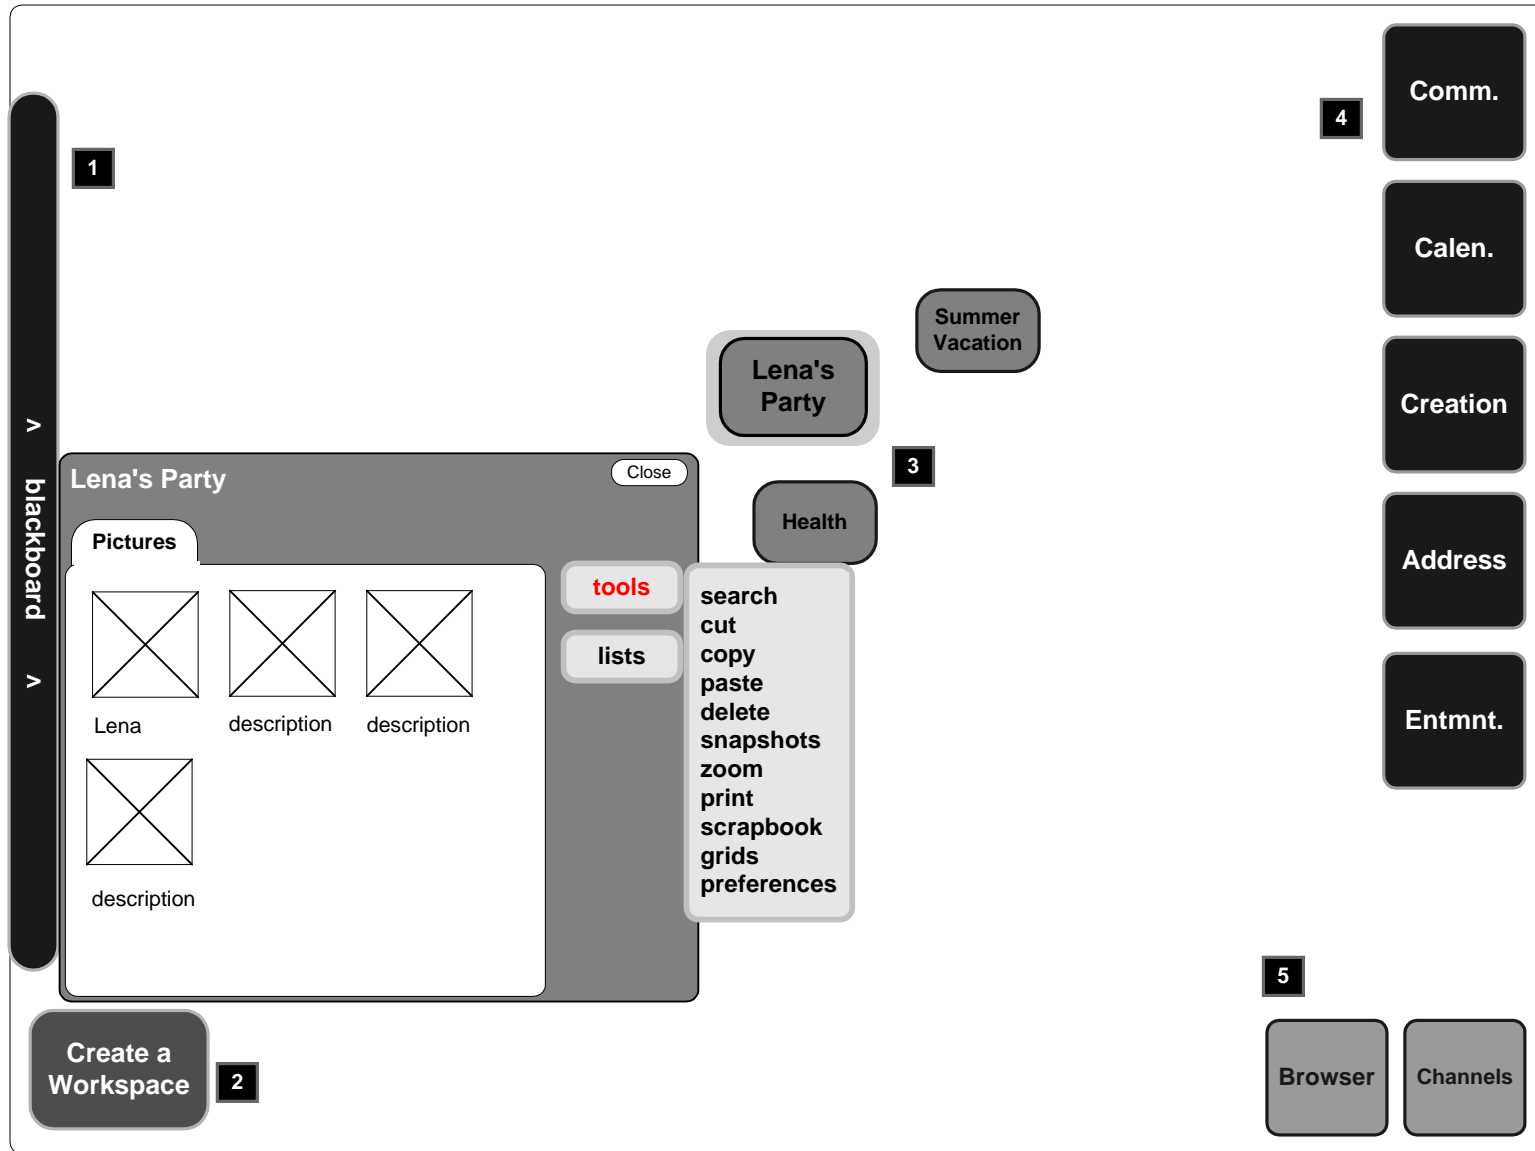 Comm.
4
1
Calen.
Summer
Vacation
Lena's
Party
Creation
< blackboard <
3
Lena's Party
Close
Health
Pictures
Address
tools
search
cut
lists
copy
paste
delete
snapshots
zoom
print
scrapbook
grids
preferences
Lena
description
description
Entmnt.
description
5
Create a
Workspace
2
Browser
Channels